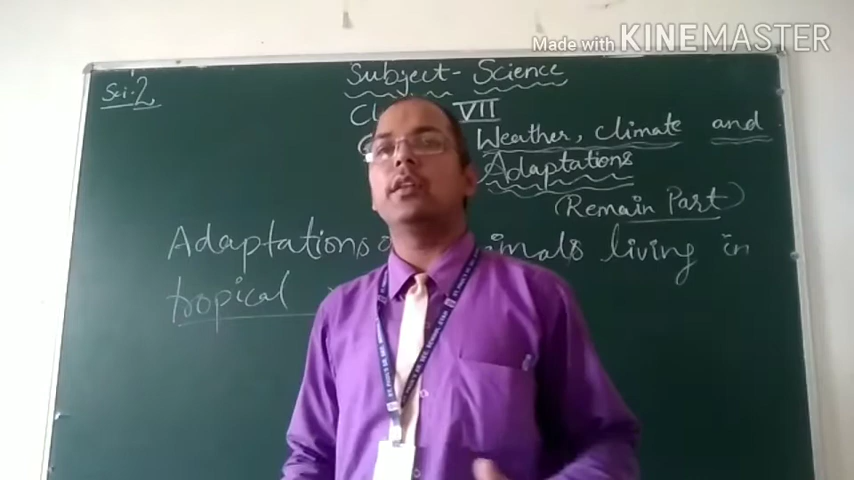 Made with KINEMASTER
Sci. 2
Subject- Science
VII
Weather, climate and
Adaptations
(Remain Part)
Adaptations living in
tropical